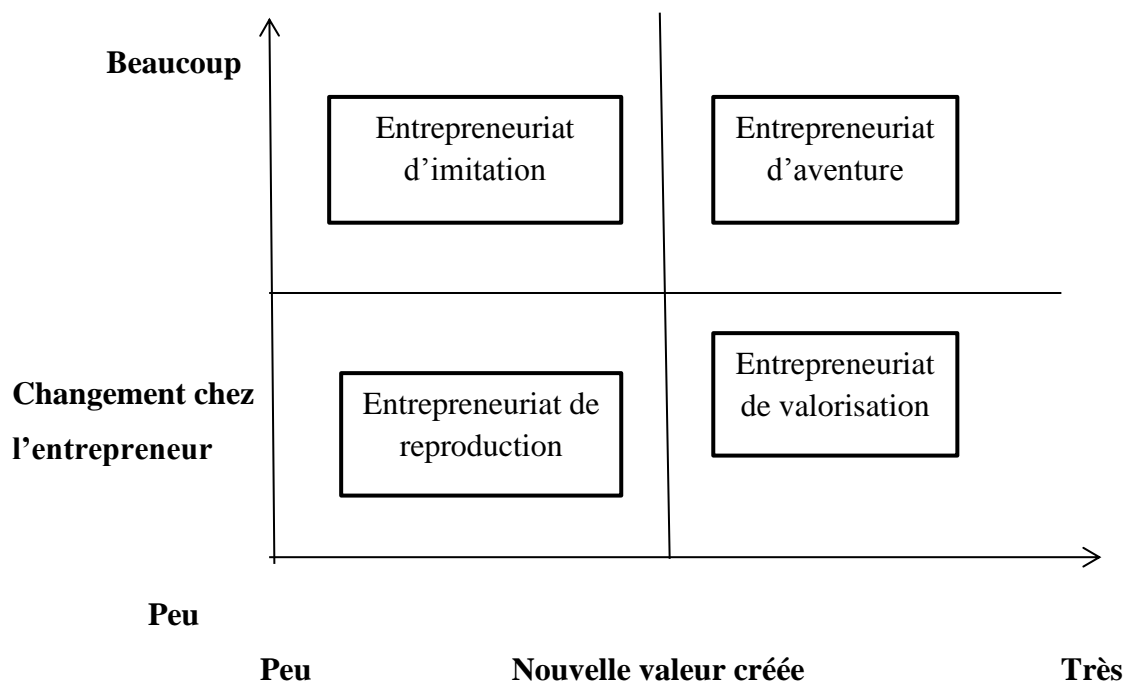 Beaucoup
Entrepreneuriat
d’imitation
Entrepreneuriat
d’aventure
Changement chez
l’entrepreneur
Entrepreneuriat de
reproduction
Entrepreneuriat
de valorisation
Peu
Peu Nouvelle valeur créée Très